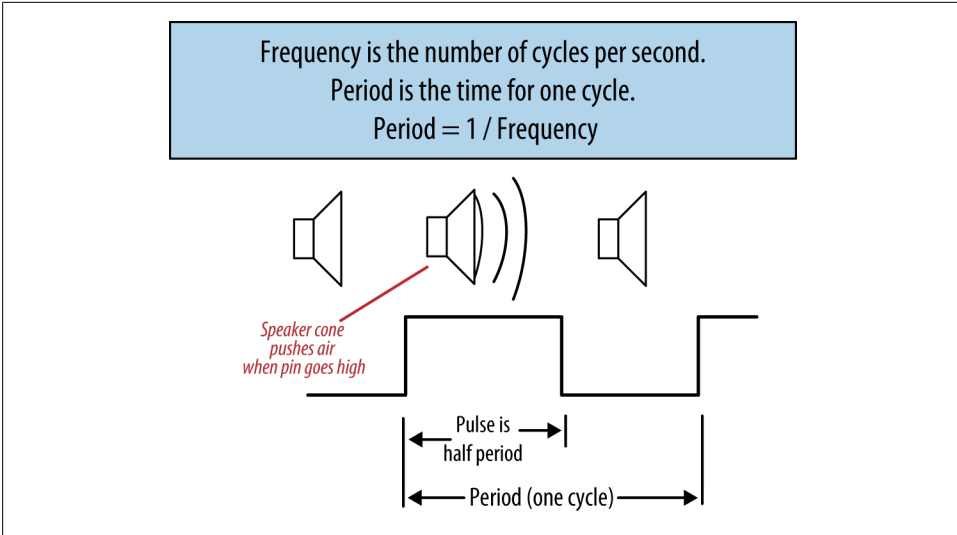 Frequency is the number of cycles per second.
Period is the time for one cycle.
Period = 1 / Frequency
Speaker cone
pushes air
when pin goes high
Pulse is
half period
Period (one cycle)